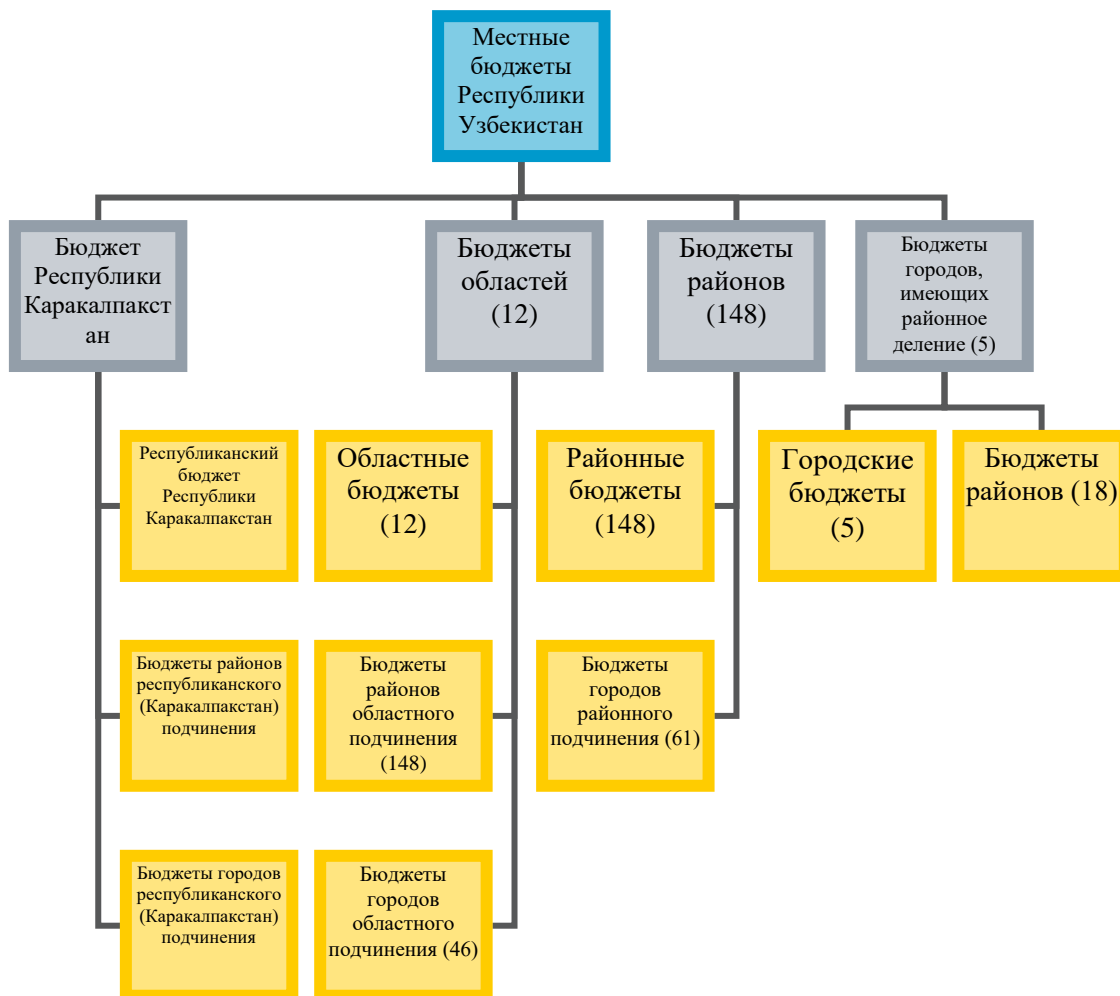 Местные
бюджеты
Республики
Узбекистан
Бюджет
Республики
Каракалпакст
ан
Бюджеты
областей
(12)
Бюджеты
районов
(148)
Бюджеты
городов,
имеющих
районное
деление (5)
Республиканский
бюджет
Республики
Каракалпакстан
Областные
бюджеты
(12)
Районные
бюджеты
(148)
Городские
бюджеты
(5)
Бюджеты
районов (18)
Бюджеты районов
республиканского
(Каракалпакстан)
подчинения
Бюджеты
районов
областного
подчинения
(148)
Бюджеты
городов
районного
подчинения (61)
Бюджеты городов
республиканского
(Каракалпакстан)
подчинения
Бюджеты
городов
областного
подчинения (46)